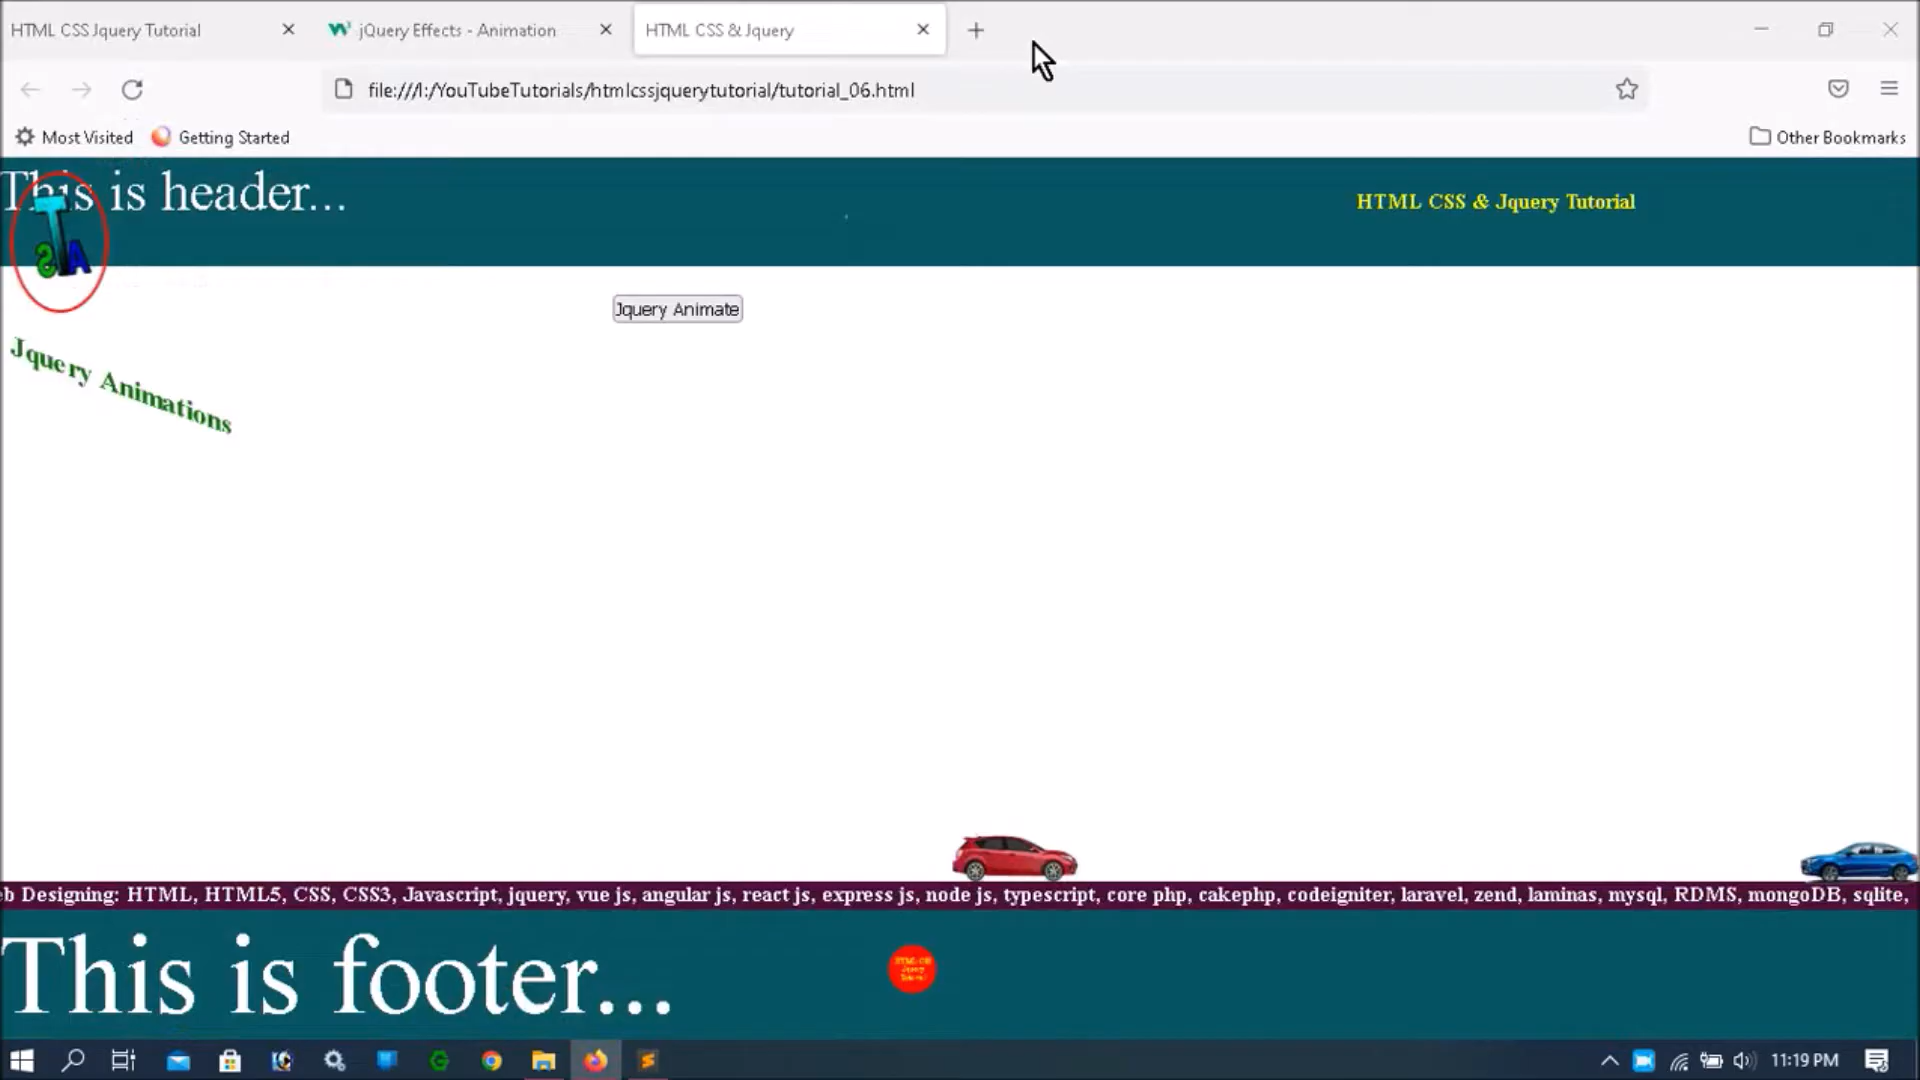 HTML CSS Jquery Tutorial
jQuery Effects - Animation
HTML CSS & Jquery
file:///I:/YouTubeTutorials/htmlcssjquerytutorial/tutorial_06.html
Most Visited
Getting Started
Other Bookmarks
This is header...
HTML CSS & Jquery Tutorial
Jquery Animate
Jquery Animations
eb Designing: HTML, HTML5, CSS, CSS3, Javascript, jquery, vue js, angular js, react js, express js, node js, typescript, core php, cakephp, codeigniter, laravel, zend, laminas, mysql, RDMS, mongoDB, sqlite,
This is footer...
11:19 PM